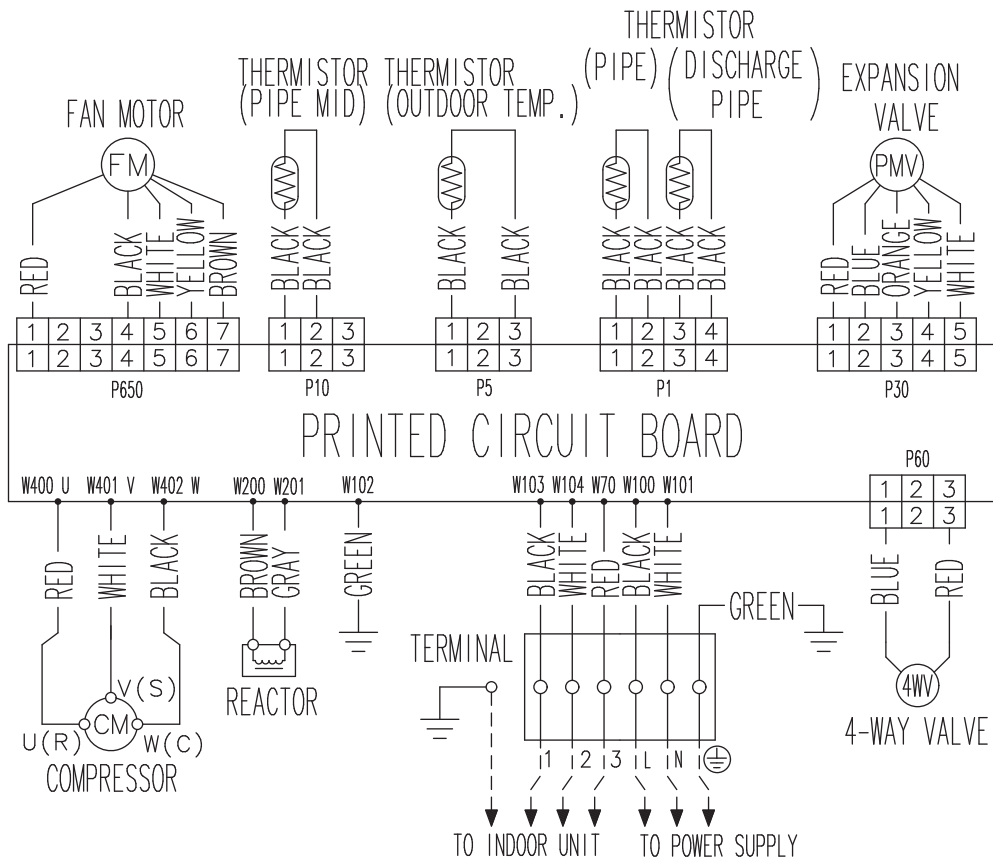 THERMISTOR
(PIPE) (DISCHARGE PIPE)
THERMISTOR (PIPE MID)
THERMISTOR (OUTDOOR TEMP.)
EXPANSION VALVE
FAN MOTOR
FM
PMV
RED BLACK WHITE YELLOW BROWN
BLACK BLACK
BLACK BLACK
BLACK BLACK BLACK BLACK
RED BLUE ORANGE YELLOW WHITE
1 2 3 4 5 6 7
1 2 3
1 2 3
1 2 3 4
1 2 3 4 5
1 2 3 4 5 6 7
1 2 3
1 2 3
1 2 3 4
1 2 3 4 5
P650
P10
P5
P1
P30
PRINTED CIRCUIT BOARD
P60
1 2 3
1 2 3
W400 U W401 V W402 W W200 W201 W102 W103 W104 W70 W100 W101
RED WHITE BLACK
BROWN GRAY
GREEN
BLACK WHITE RED BLACK WHITE
GREEN
BLUE RED
TERMINAL
V(S)
CM
U(R)
W(C)
COMPRESSOR
REACTOR
4WV
4-WAY VALVE
1 2 3 L N
TO INDOOR UNIT
TO POWER SUPPLY